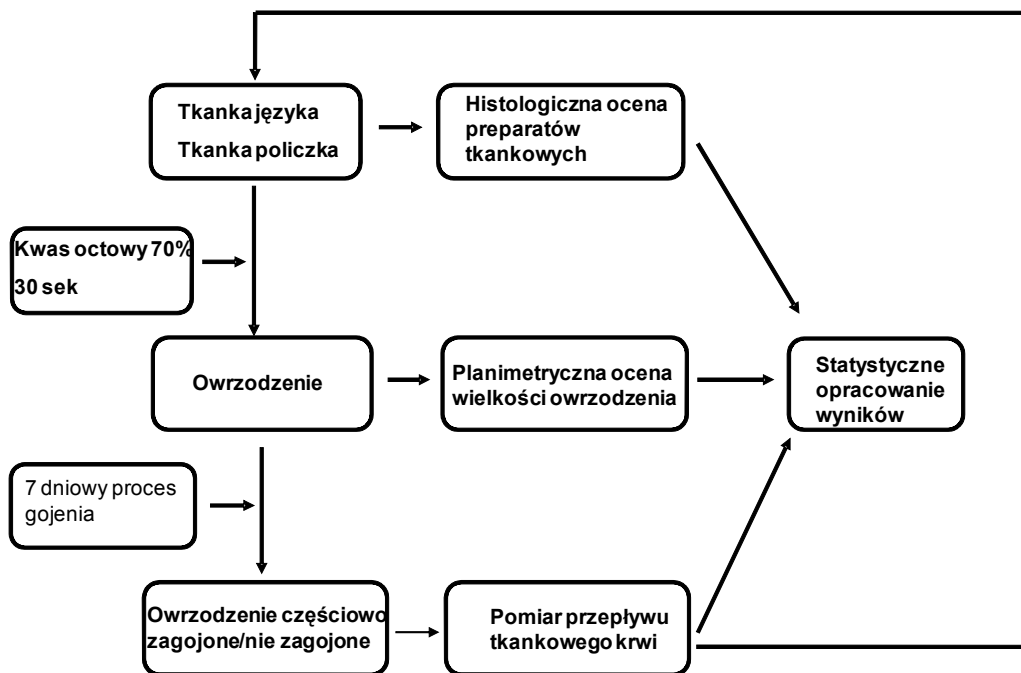 Tkanka języka
Tkanka policzka
Histologiczna ocena
preparatów
tkankowych
Kwas octowy 70%
30 sek
Owrzodzenie
Planimetryczna ocena
wielkości owrzodzenia
Statystyczne
opracowanie
wyników
7 dniowy proces
gojenia
Owrzodzenie częściowo
zagojone/nie zagojone
Pomiar przepływu
tkankowego krwi